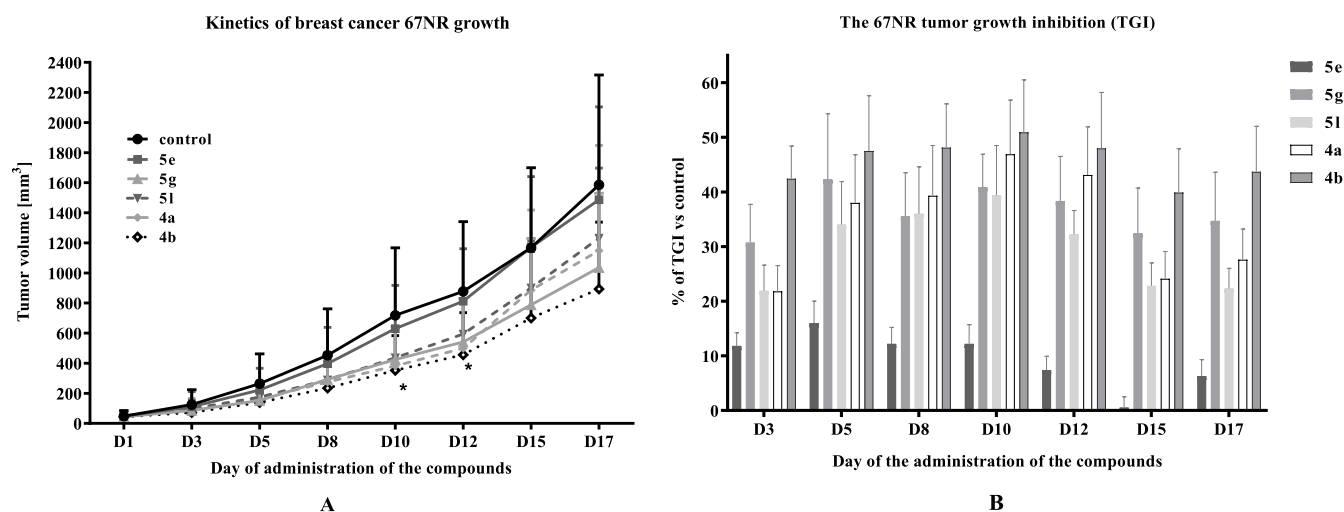 Kinetics of breast cancer 67NR growth
Tumor volume [mm³]
2400
2200
2000
1800
1600
1400
1200
1000
800
600
400
200
0
control
5e
5g
5l
4a
4b
*
*
D1 D3 D5 D8 D10 D12 D15 D17
Day of administration of the compounds
A
The 67NR tumor growth inhibition (TGI)
% of TGI vs control
60
50
40
30
20
10
0
5e
5g
5l
4a
4b
D3 D5 D8 D10 D12 D15 D17
Day of the administration of the compounds
B